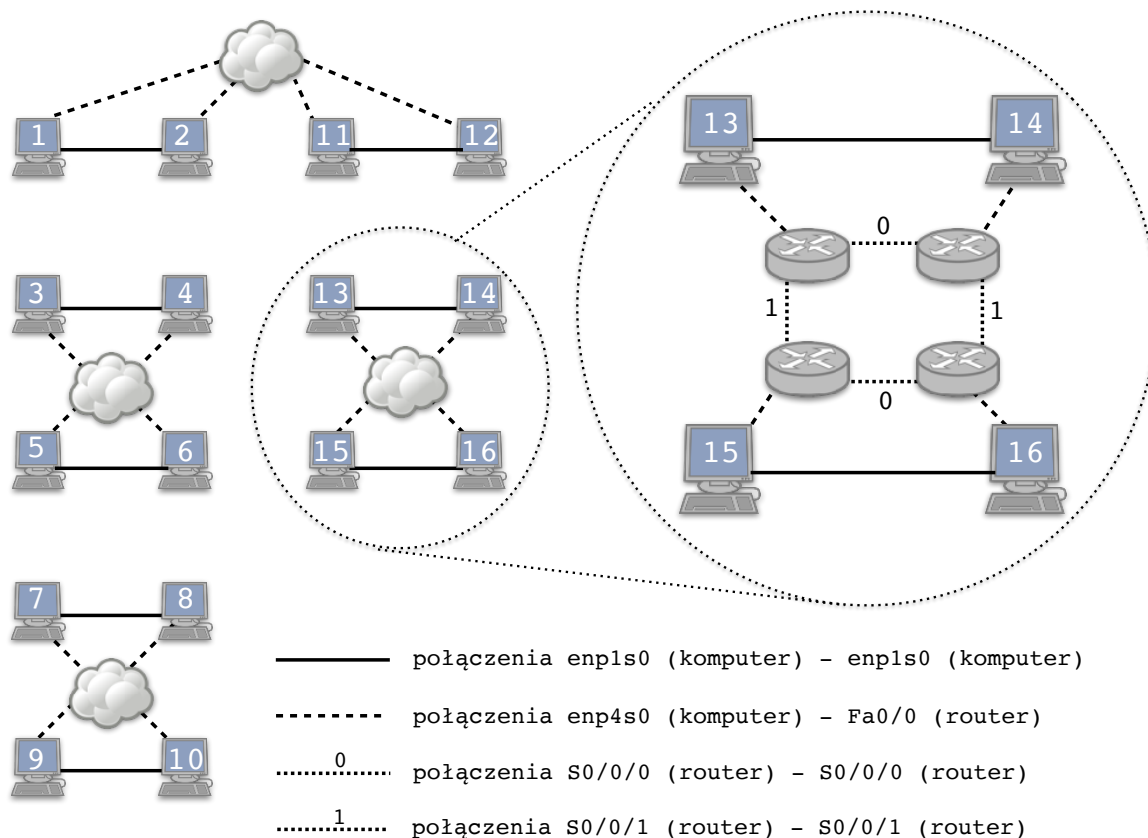 1 2 11 12
13 14
0
3 4 13 14
1 1
0
5 6 15 16
15 16
7 8
połączenia enp1s0 (komputer) - enp1s0 (komputer)
połączenia enp4s0 (komputer) - Fa0/0 (router)
9 10
0 połączenia S0/0/0 (router) - S0/0/0 (router)
1 połączenia S0/0/1 (router) - S0/0/1 (router)